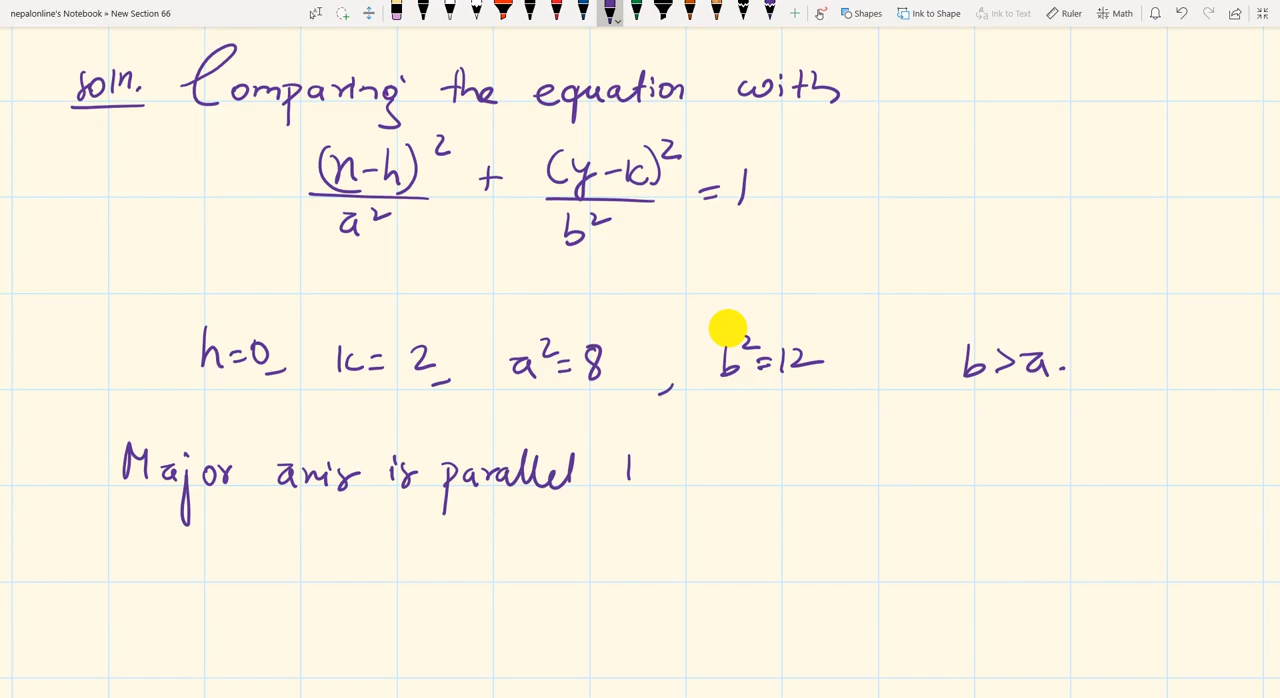 nepalonline's Notebook » New Section 66
Shapes Ink to Shape Ink to Text Ruler Math
soln. Comparing the equation with
(x-h)²/a² + (y-k)²/b² = 1
h=0, k=2, a²=8, b²=12 b>a.
Major axis is parallel